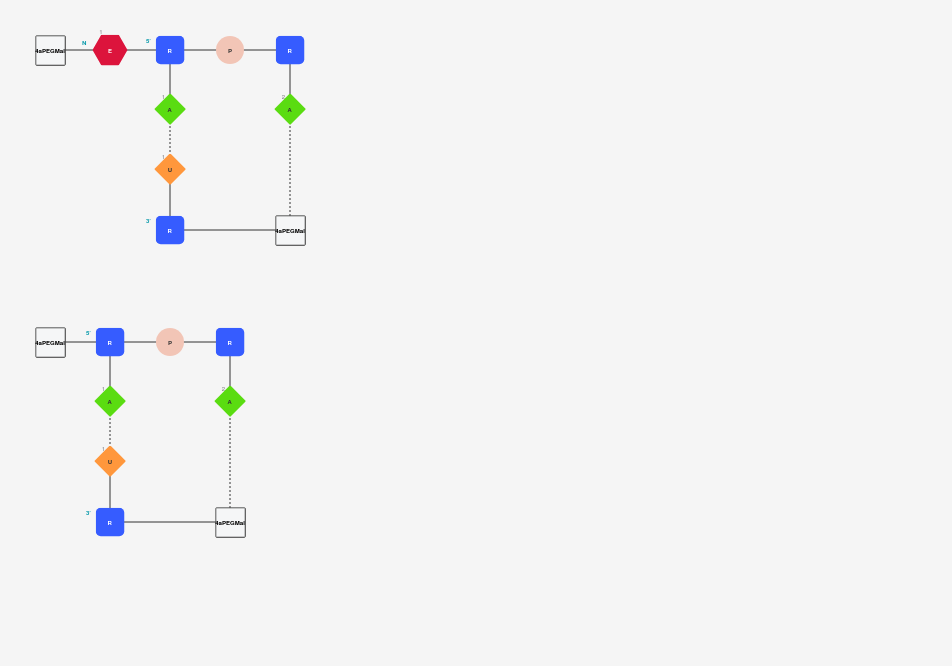 1
N 5'
4aPEGMal E R P R
1 2
A A
1
U
3'
R 4aPEGMal
5'
4aPEGMal R P R
1 2
A A
1
U
3'
R 4aPEGMal